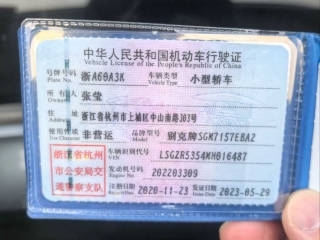 中华人民共和国机动车行驶证
Vehicle License of the People's Republic of China
号牌号码 浙A60A3K 车辆类型 小型轿车
Plate No. Vehicle Type
所有人 张莹
Owner
住址 浙江省杭州市上城区中山南路303号
Address
使用性质 非营运 品牌型号 别克牌SGM7157EBA2
Use Character Model
浙江省杭州
市公安局交
通警察支队
车辆识别代号 LSGZR5354MH016487
VIN
发动机号码 202203309
Engine No.
注册日期 2020-11-23 发证日期 2023-05-29
Register Date Issue Date